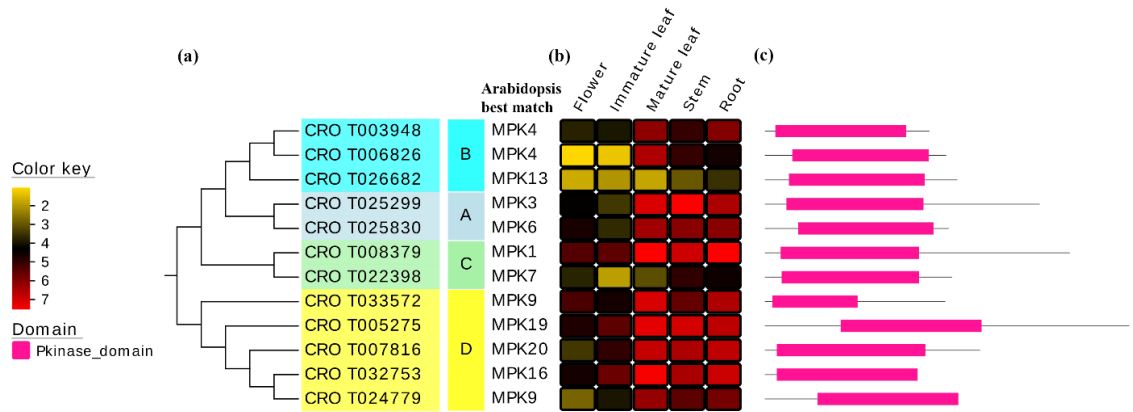 (a)
(b)
(c)
Arabidopsis
best match
Flower
Immature leaf
Mature leaf
Stem
Root
Color key
2
3
4
5
6
7
Domain
Pkinase_domain
CRO T003948
MPK4
CRO T006826
B
MPK4
CRO T026682
MPK13
CRO T025299
A
MPK3
CRO T025830
MPK6
CRO T008379
C
MPK1
CRO T022398
MPK7
CRO T033572
MPK9
CRO T005275
MPK19
CRO T007816
D
MPK20
CRO T032753
MPK16
CRO T024779
MPK9